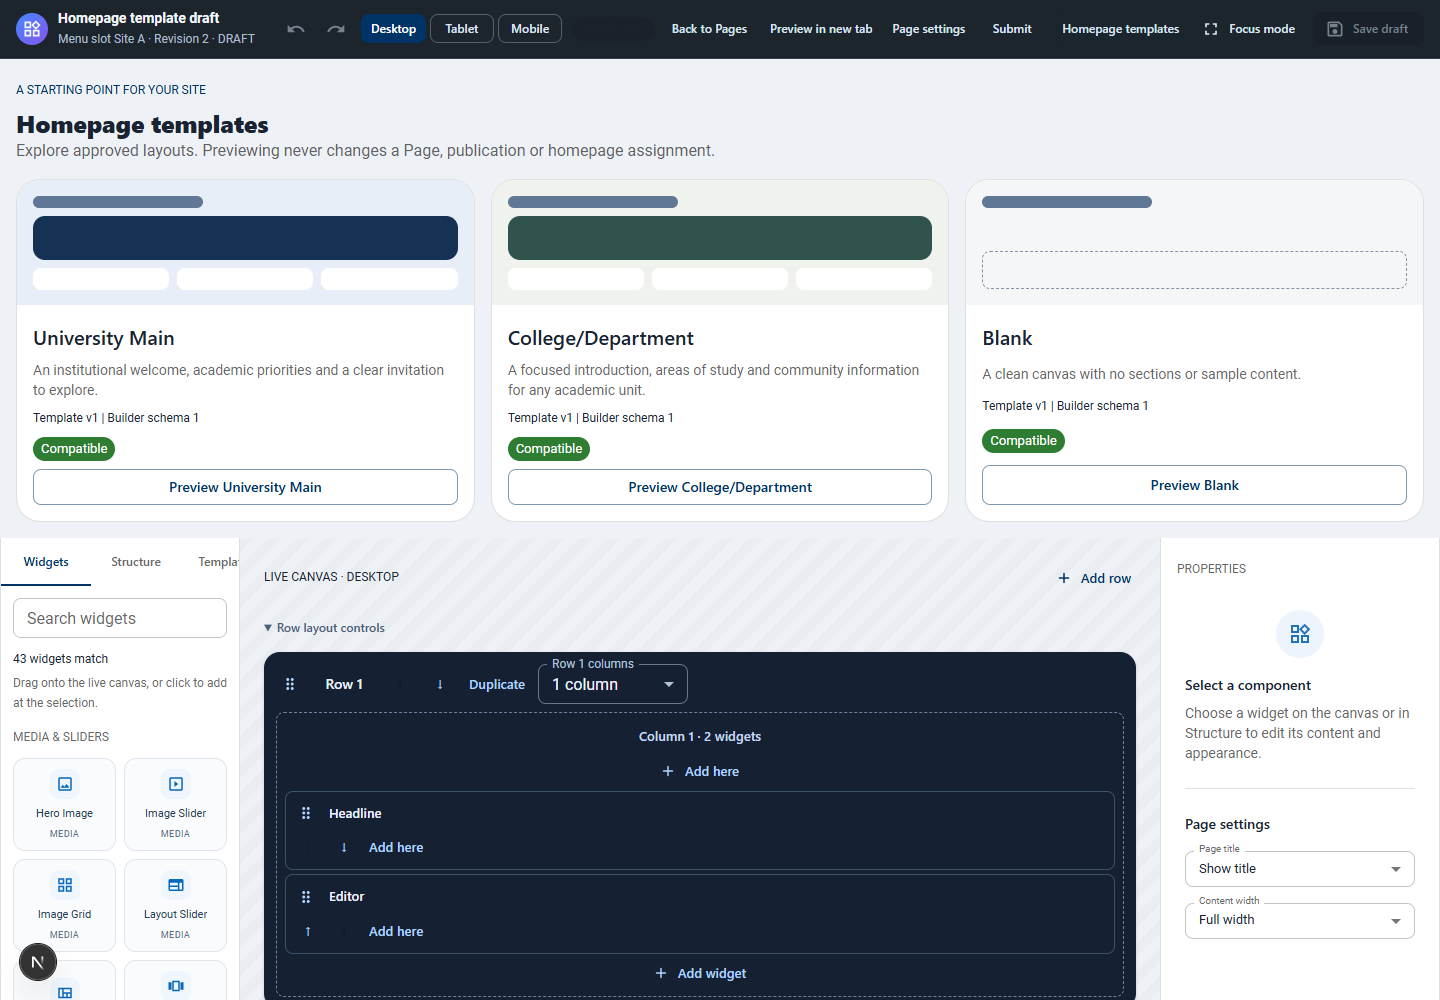 Homepage template draft
Menu slot Site A · Revision 2 · DRAFT
Desktop
Tablet
Mobile
Back to Pages
Preview in new tab
Page settings
Submit
Homepage templates
Focus mode
Save draft
A STARTING POINT FOR YOUR SITE
Homepage templates
Explore approved layouts. Previewing never changes a Page, publication or homepage assignment.
University Main
An institutional welcome, academic priorities and a clear invitation
to explore.
Template v1 | Builder schema 1
Compatible
Preview University Main
College/Department
A focused introduction, areas of study and community information
for any academic unit.
Template v1 | Builder schema 1
Compatible
Preview College/Department
Blank
A clean canvas with no sections or sample content.
Template v1 | Builder schema 1
Compatible
Preview Blank
Widgets
Structure
Templa
Search widgets
43 widgets match
Drag onto the live canvas, or click to add
at the selection.
MEDIA & SLIDERS
Hero Image
MEDIA
Image Slider
MEDIA
Image Grid
MEDIA
Layout Slider
MEDIA
N
LIVE CANVAS · DESKTOP
+ Add row
▼ Row layout controls
Row 1
↓
Duplicate
Row 1 columns
1 column
Column 1 · 2 widgets
+ Add here
Headline
↓ Add here
Editor
↑ Add here
+ Add widget
PROPERTIES
Select a component
Choose a widget on the canvas or in
Structure to edit its content and
appearance.
Page settings
Page title
Show title
Content width
Full width